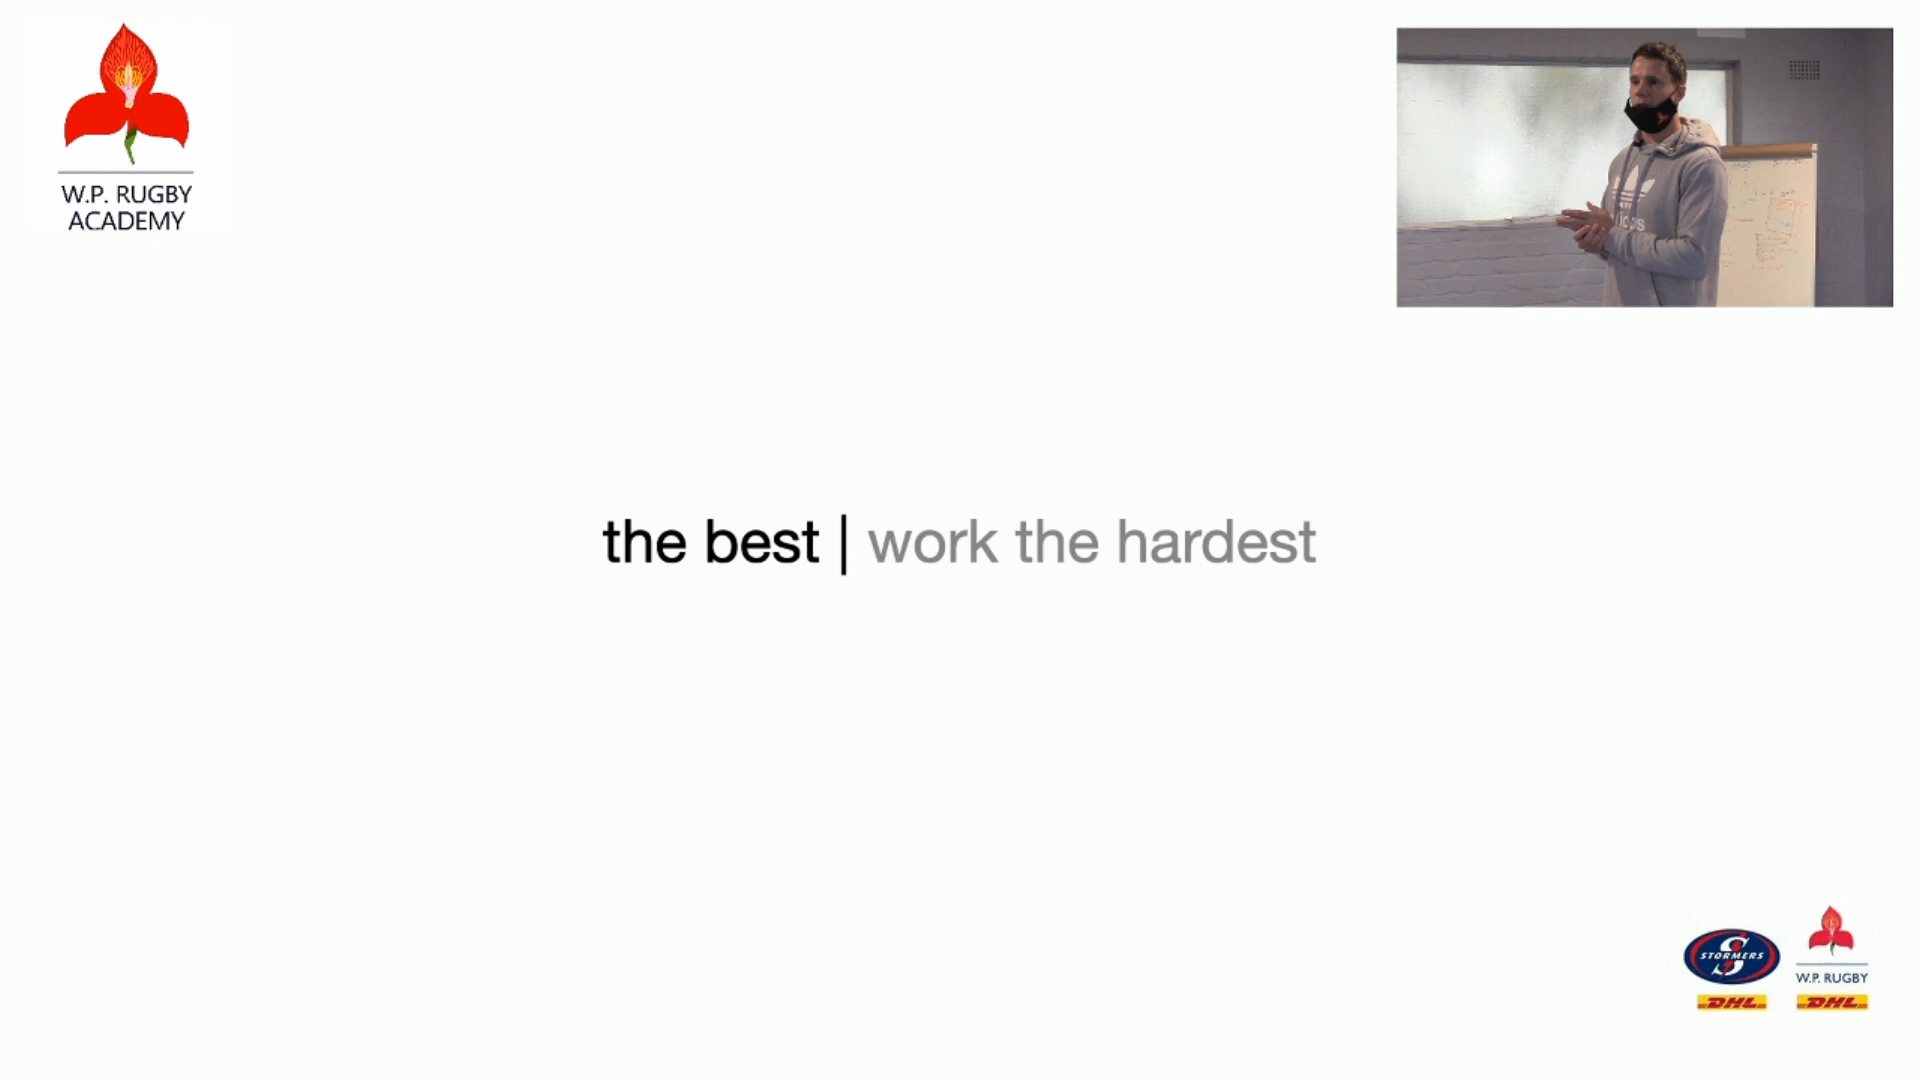 W.P. RUGBY
ACADEMY
the best | work the hardest
STORMERS
DHL
W.P. RUGBY
DHL